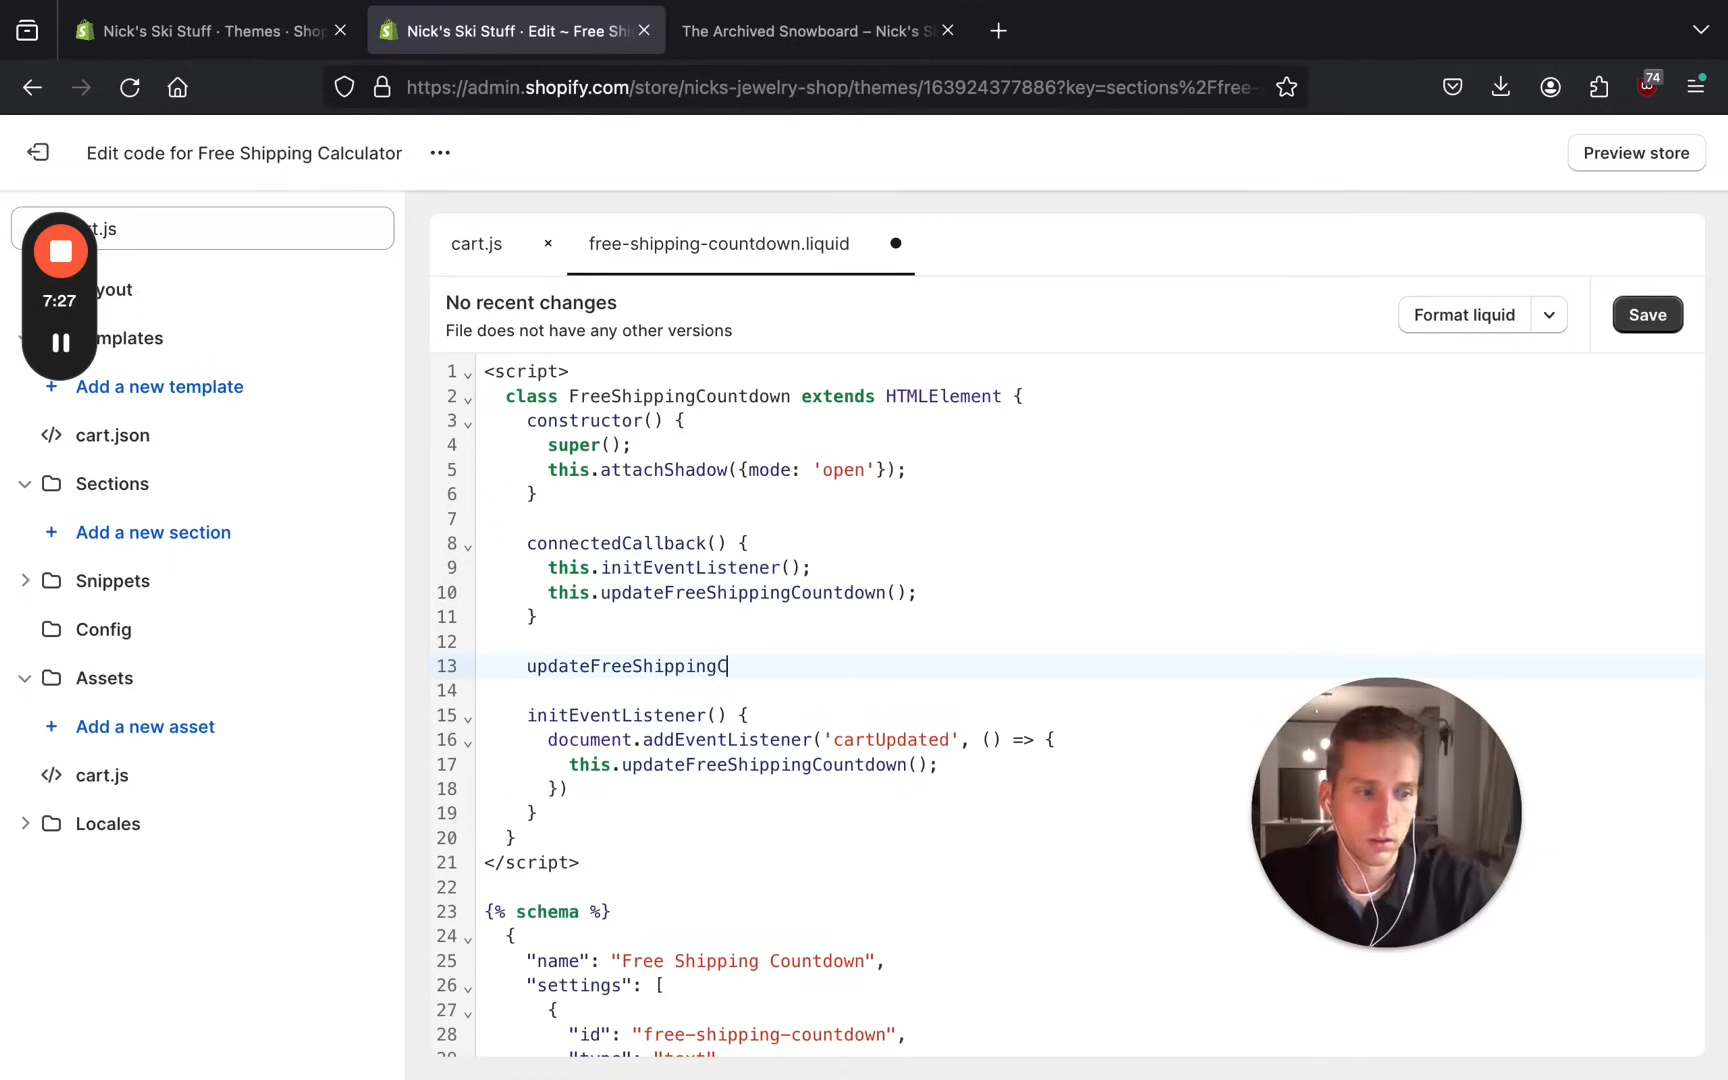 Nick's Ski Stuff · Themes · Shop
Nick's Ski Stuff · Edit ~ Free Shi
The Archived Snowboard – Nick's S
https://admin.shopify.com/store/nicks-jewelry-shop/themes/163924377886?key=sections%2Ffree-
74
Edit code for Free Shipping Calculator
Preview store
rt.js
7:27
yout
mplates
+ Add a new template
</> cart.json
Sections
+ Add a new section
Snippets
Config
Assets
+ Add a new asset
</> cart.js
Locales
cart.js ×
free-shipping-countdown.liquid
No recent changes
File does not have any other versions
Format liquid
Save
1 <script>
2 class FreeShippingCountdown extends HTMLElement {
3 constructor() {
4 super();
5 this.attachShadow({mode: 'open'});
6 }
7
8 connectedCallback() {
9 this.initEventListener();
10 this.updateFreeShippingCountdown();
11 }
12
13 updateFreeShippingC
14
15 initEventListener() {
16 document.addEventListener('cartUpdated', () => {
17 this.updateFreeShippingCountdown();
18 })
19 }
20 }
21 </script>
22
23 {% schema %}
24 {
25 "name": "Free Shipping Countdown",
26 "settings": [
27 {
28 "id": "free-shipping-countdown",
29 "type": "text",